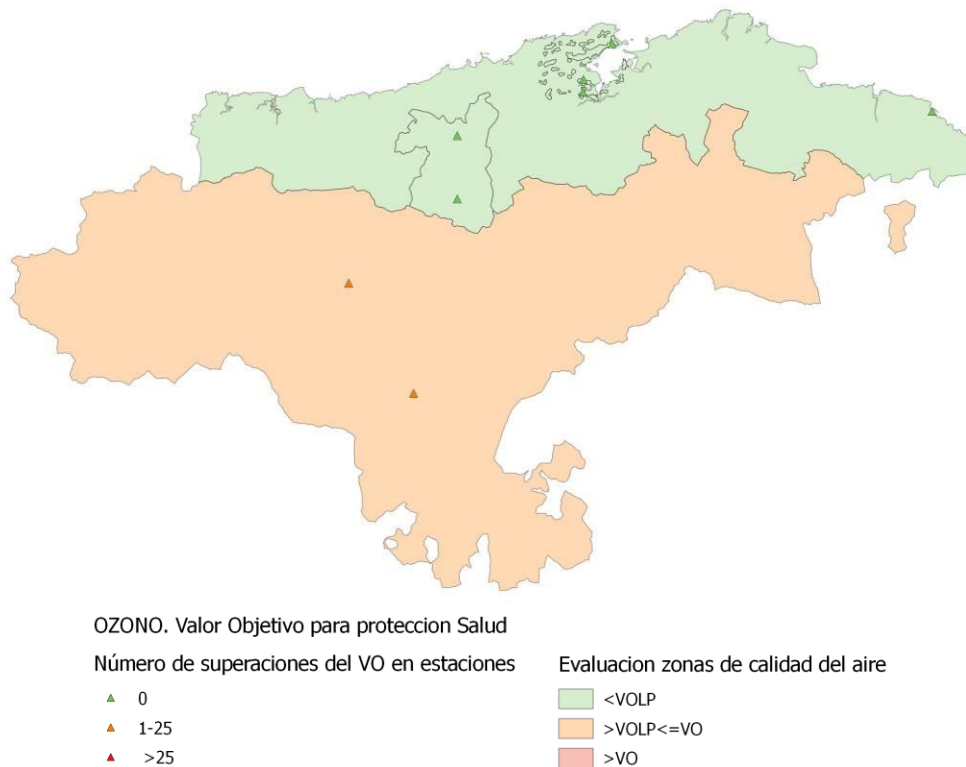 OZONO. Valor Objetivo para proteccion Salud
Número de superaciones del VO en estaciones
0
1-25
>25
Evaluacion zonas de calidad del aire
<VOLP
>VOLP<=VO
>VO